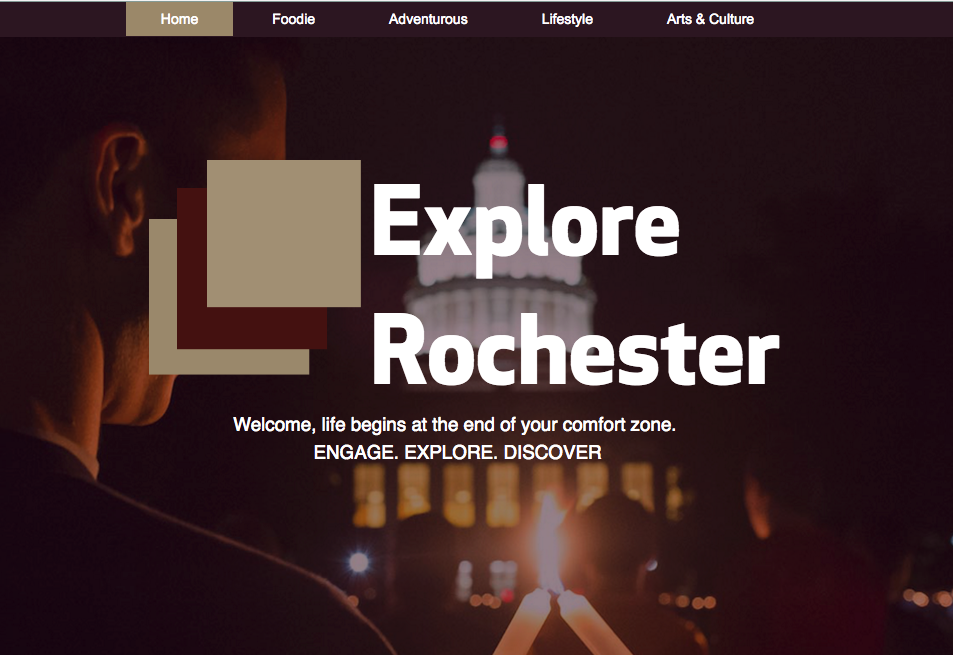 Home Foodie Adventurous Lifestyle Arts & Culture
Explore
Rochester
Welcome, life begins at the end of your comfort zone.
ENGAGE. EXPLORE. DISCOVER